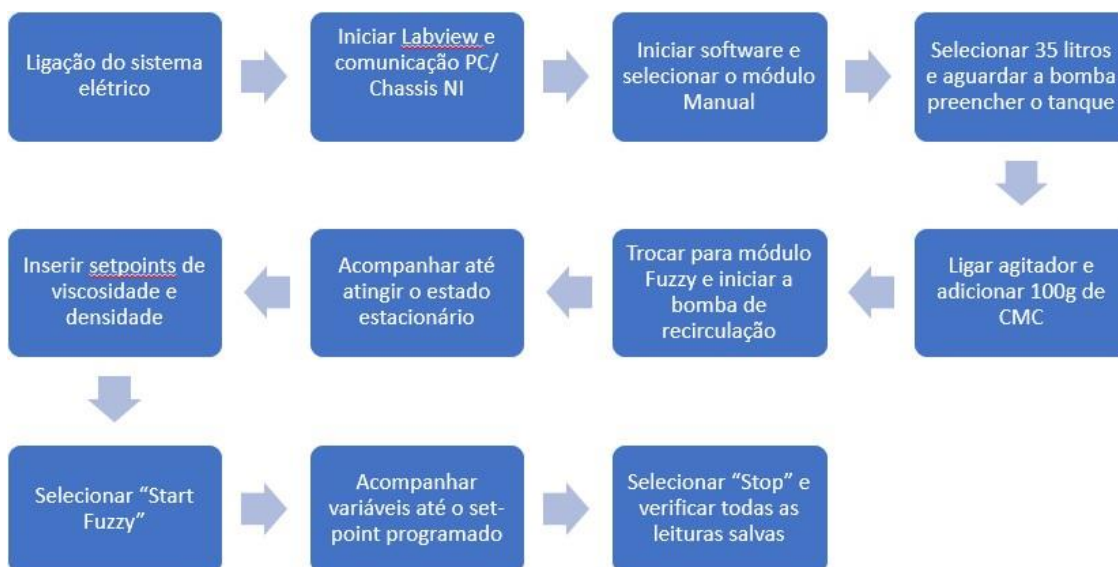 Ligação do sistema
elétrico
Iniciar Labview e
comunicação PC/
Chassis NI
Iniciar software e
selecionar o módulo
Manual
Selecionar 35 litros
e aguardar a bomba
preencher o tanque
Ligar agitador e
adicionar 100g de
CMC
Trocar para módulo
Fuzzy e iniciar a
bomba de
recirculação
Acompanhar até
atingir o estado
estacionário
Inserir setpoints de
viscosidade e
densidade
Selecionar “Start
Fuzzy”
Acompanhar
variáveis até o set-
point programado
Selecionar “Stop” e
verificar todas as
leituras salvas